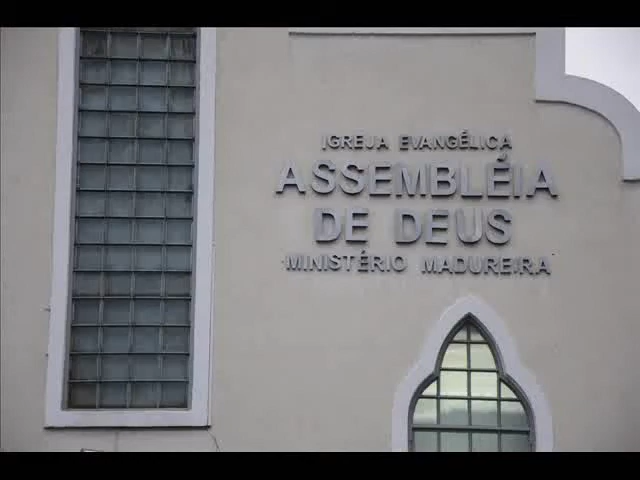 IGREJA EVANGÉLICA
ASSEMBLÉIA
DE DEUS
MINISTÉRIO MADUREIRA